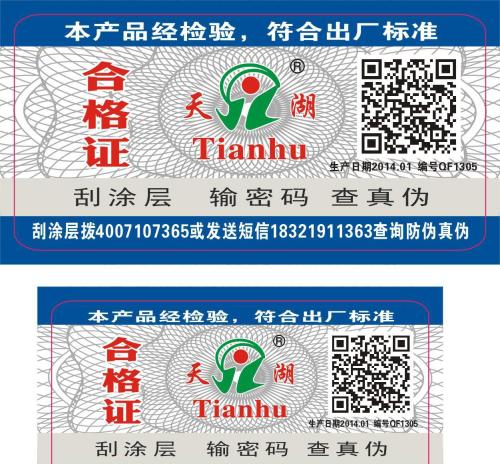 本产品经检验，符合出厂标准
合格证
天湖®
Tianhu
生产日期2014.01 编号QF1305
刮涂层 输密码 查真伪
刮涂层拨4007107365或发送短信18321911363查询防伪真伪
本产品经检验，符合出厂标准
合格证
天湖®
Tianhu
生产日期2014.01 编号QF1305
刮涂层 输密码 查真伪